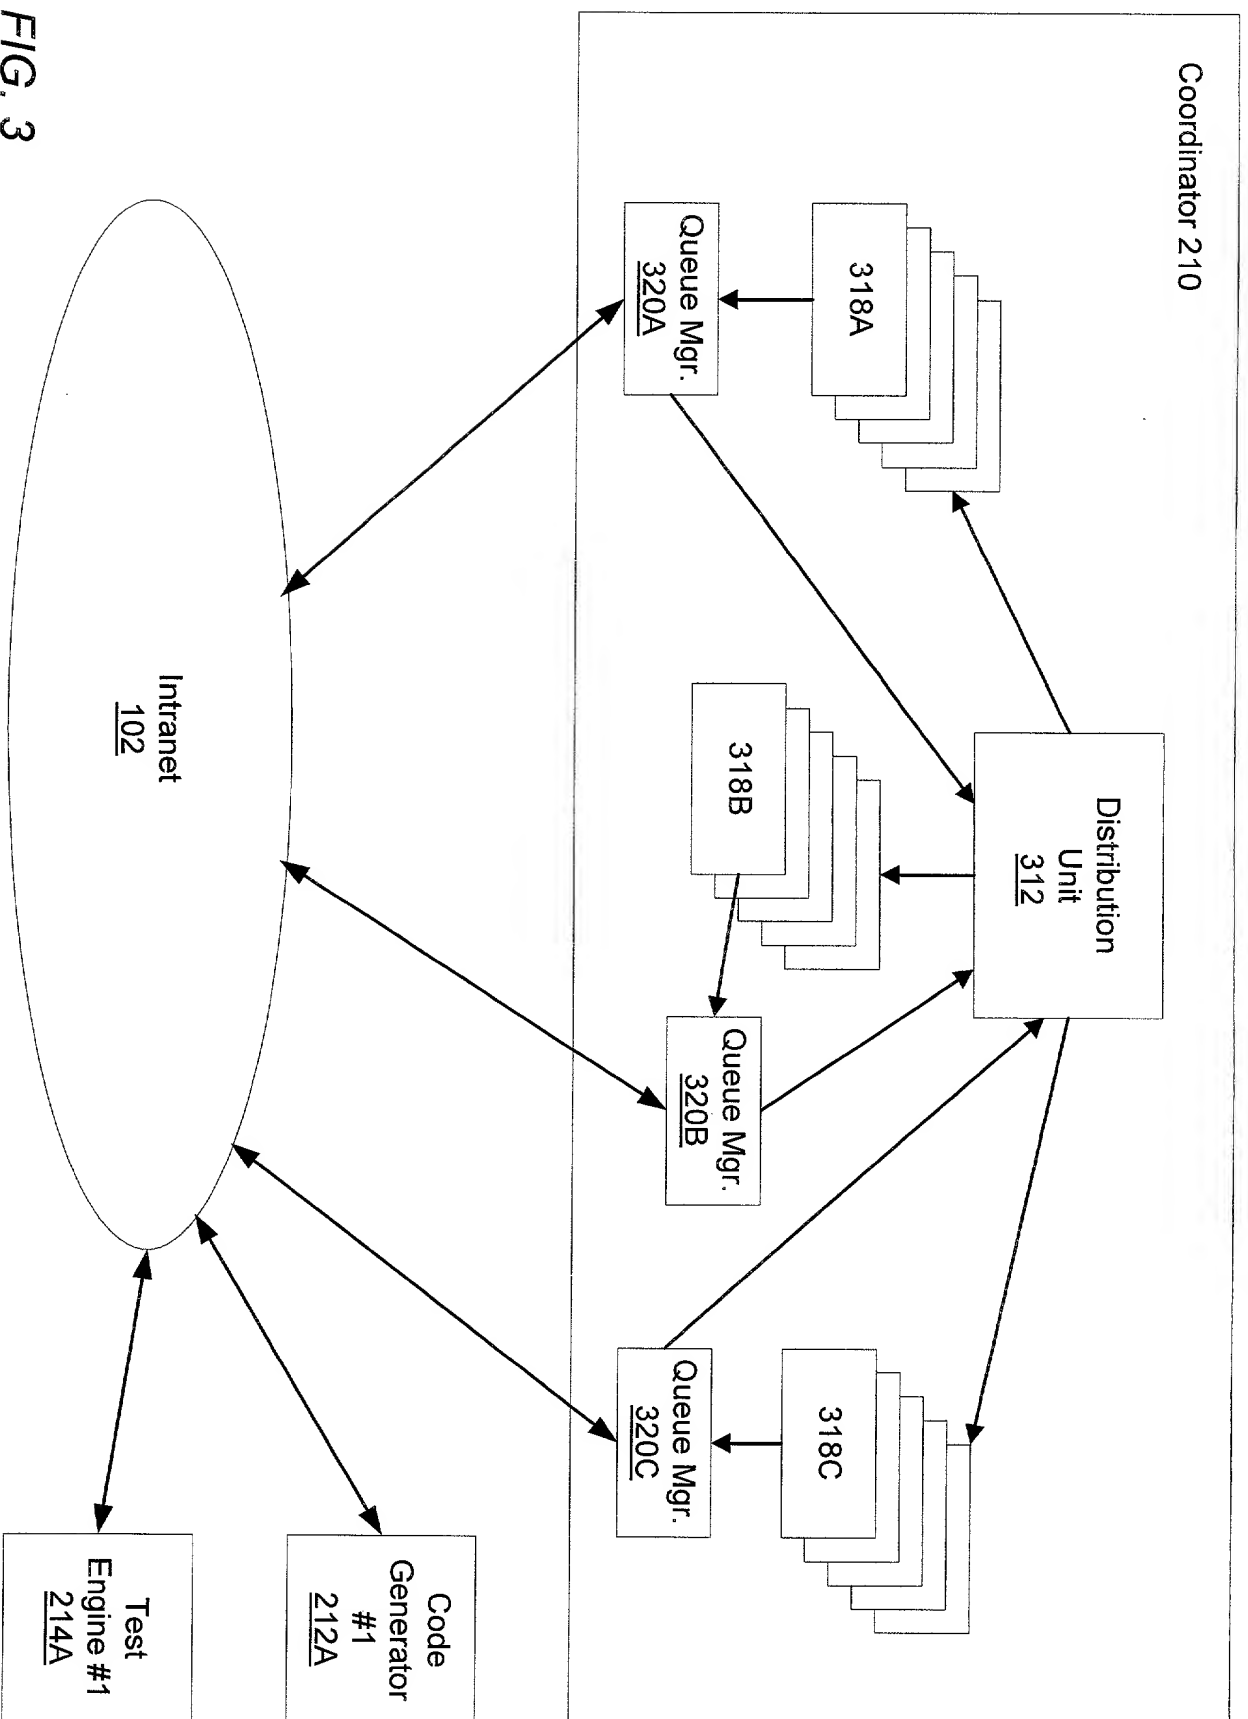 Coordinator 210
Distribution
Unit
312
318A
318B
318C
Queue Mgr.
320A
Queue Mgr.
320B
Queue Mgr.
320C
Intranet
102
Code
Generator
#1
212A
Test
Engine #1
214A
FIG. 3